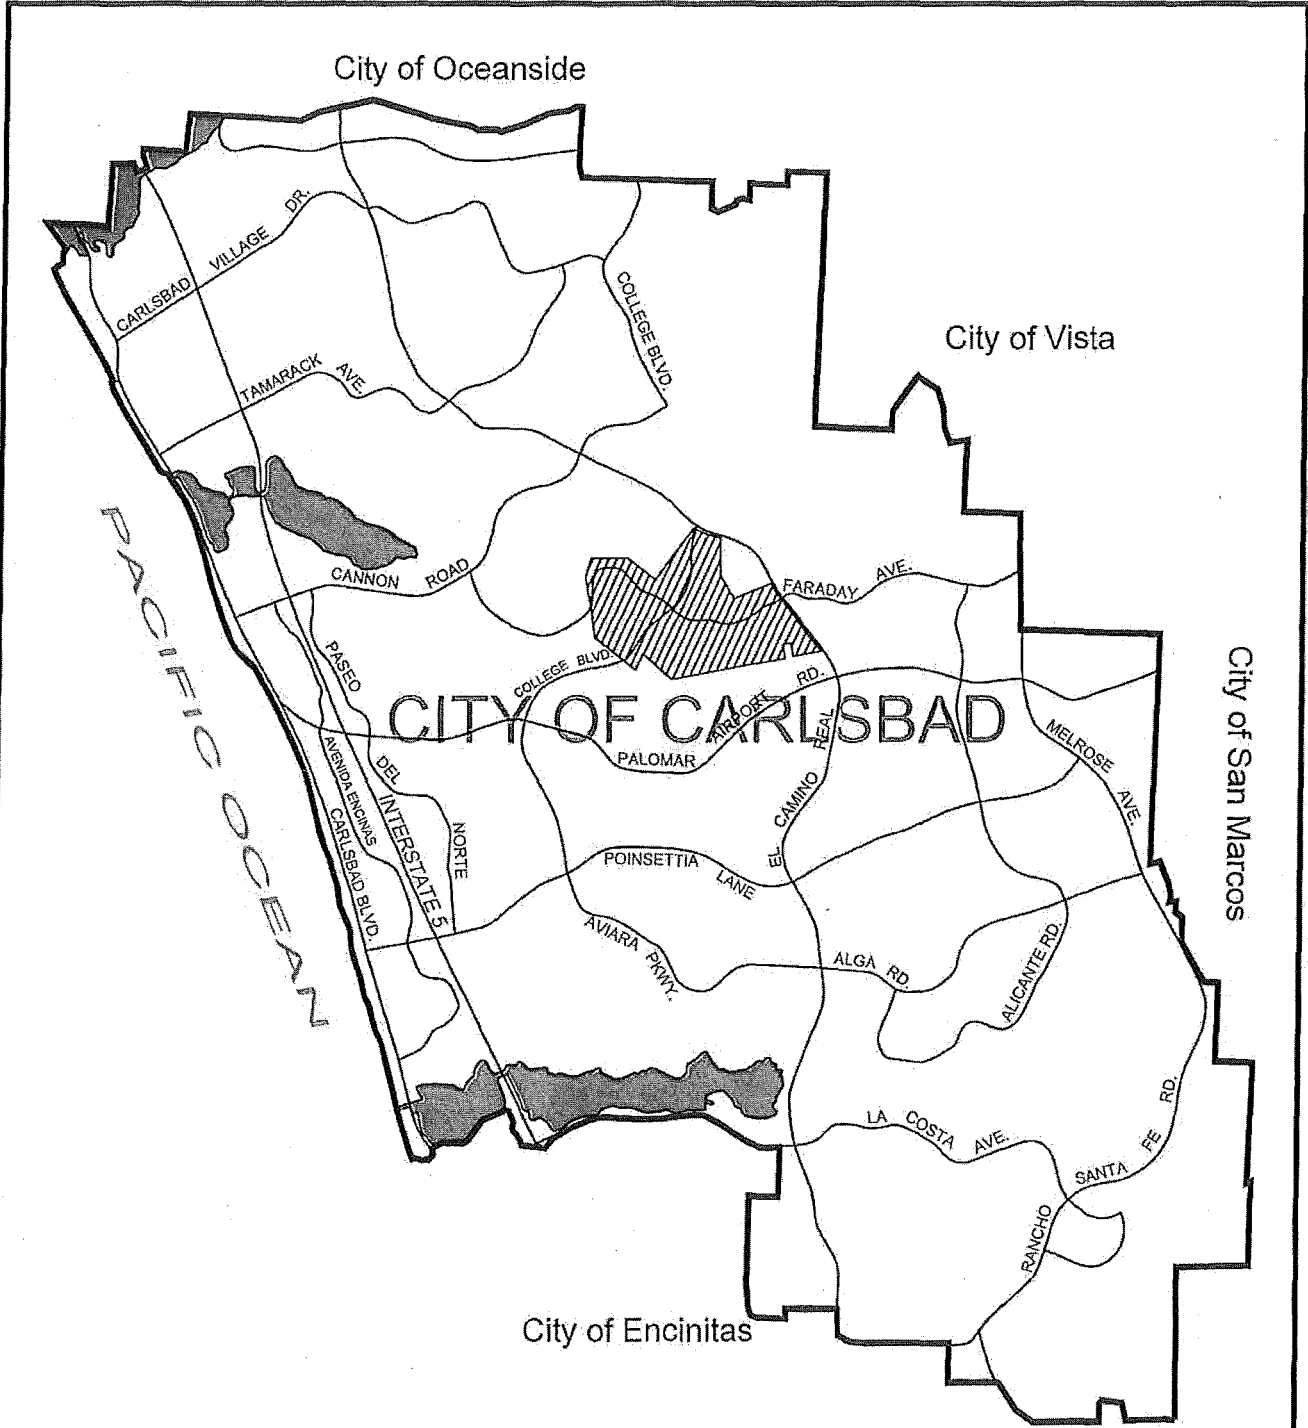 City of Oceanside
CARLSBAD VILLAGE DR.
COLLEGE BLVD.
City of Vista
TAMARACK AVE.
PACIFIC OCEAN
CANNON ROAD
FARADAY AVE.
PASEO DEL NORTE
COLLEGE BLVD.
CITY OF CARLSBAD
PALOMAR AIRPORT RD.
City of San Marcos
MELROSE AVE.
AVENIDA ENCINAS
INTERSTATE 5
CARLSBAD BLVD.
EL CAMINO REAL
POINSETTIA LANE
AVIARA PKWY.
ALGA RD.
ALICANTE RD.
LA COSTA AVE.
RANCHO SANTA FE RD.
City of Encinitas